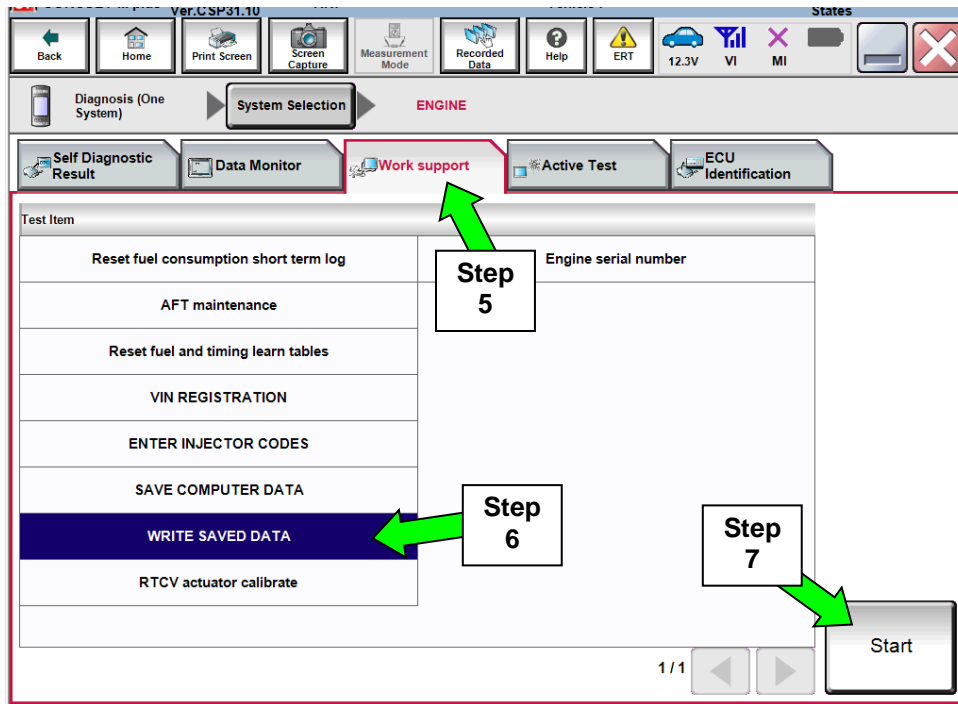 Ver.CSP31.10
States
Back
Home
Print Screen
Screen
Capture
Measurement
Mode
Recorded
Data
Help
ERT
12.3V
VI
MI
Diagnosis (One
System)
System Selection
ENGINE
Self Diagnostic
Result
Data Monitor
Work support
Active Test
ECU
Identification
Test Item
Reset fuel consumption short term log
Engine serial number
Step
5
AFT maintenance
Reset fuel and timing learn tables
VIN REGISTRATION
ENTER INJECTOR CODES
SAVE COMPUTER DATA
WRITE SAVED DATA
Step
6
RTCV actuator calibrate
Step
7
Start
1/1